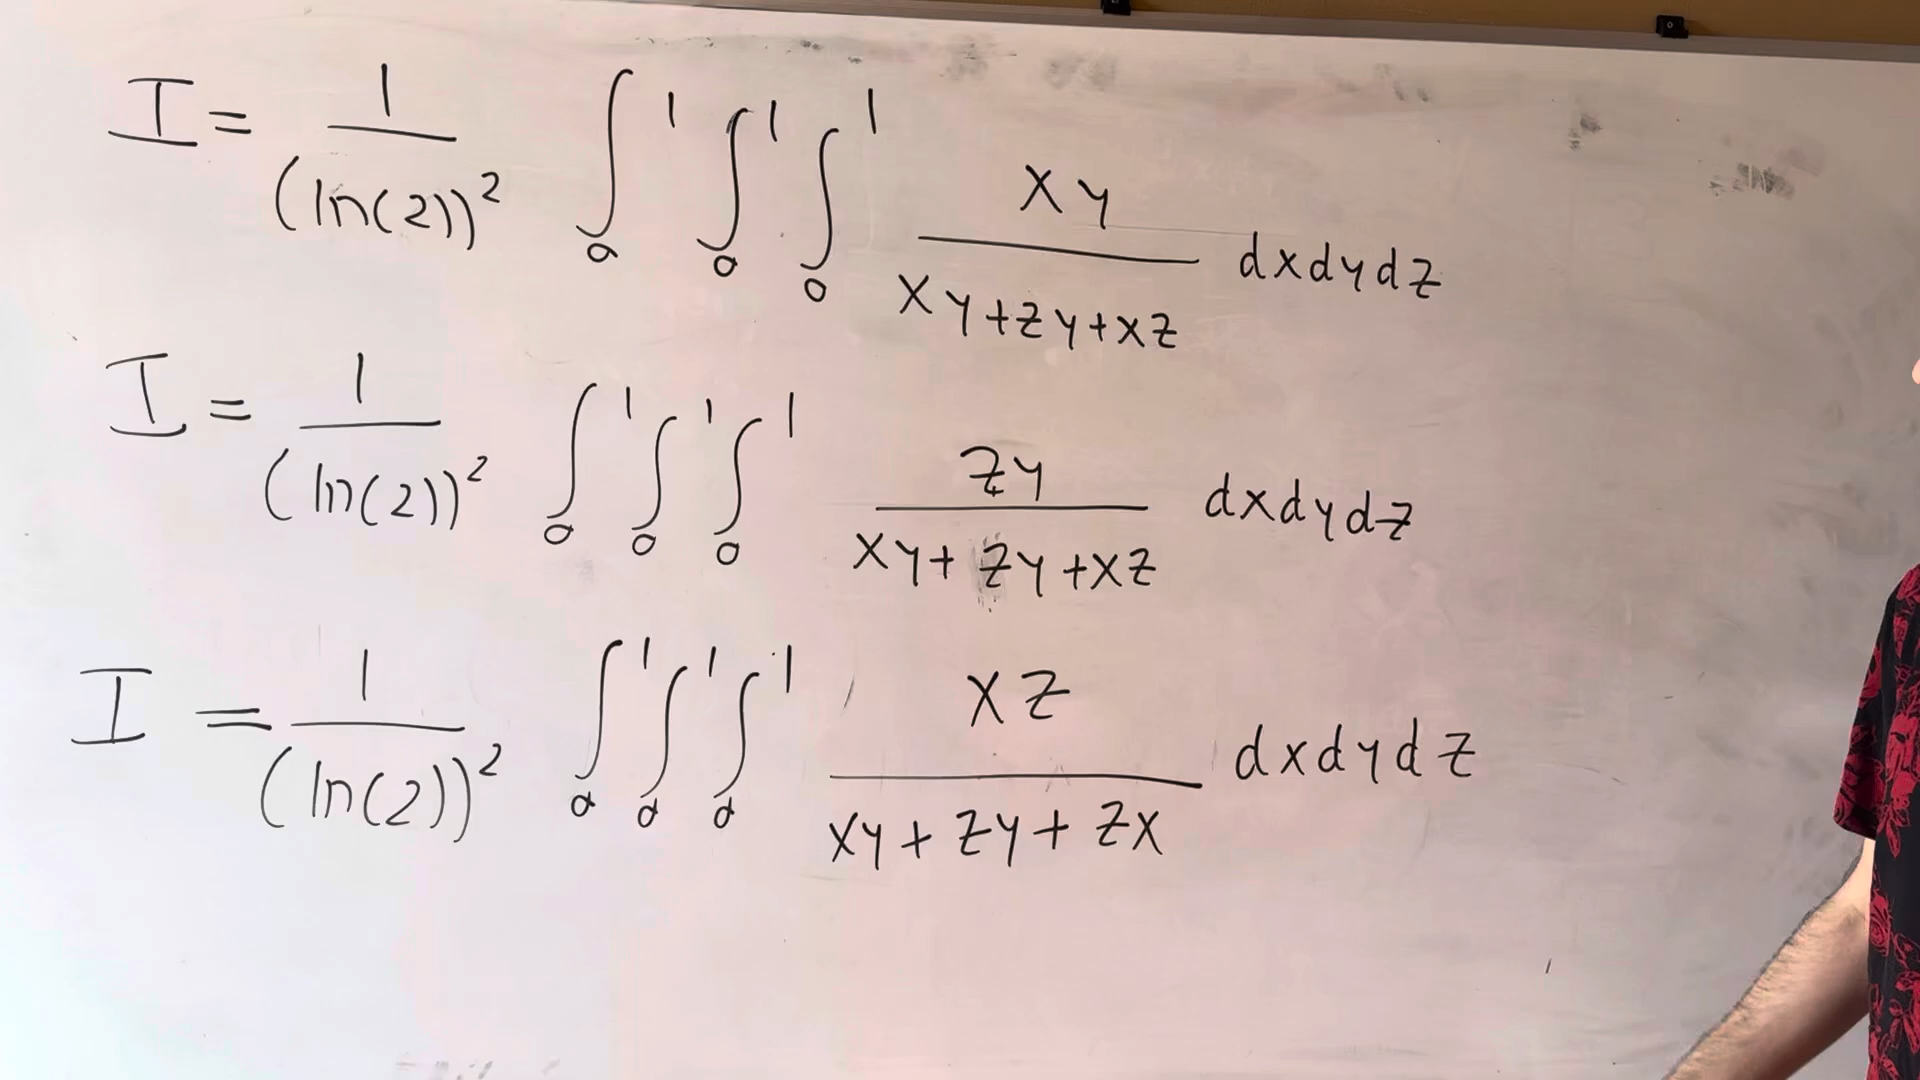 I = 1/(ln(2))² ∫₀¹ ∫₀¹ ∫₀¹ xy/(xy+zy+xz) dxdydz
I = 1/(ln(2))² ∫₀¹ ∫₀¹ ∫₀¹ zy/(xy+zy+xz) dxdydz
I = 1/(ln(2))² ∫₀¹ ∫₀¹ ∫₀¹ xz/(xy+zy+zx) dxdydz